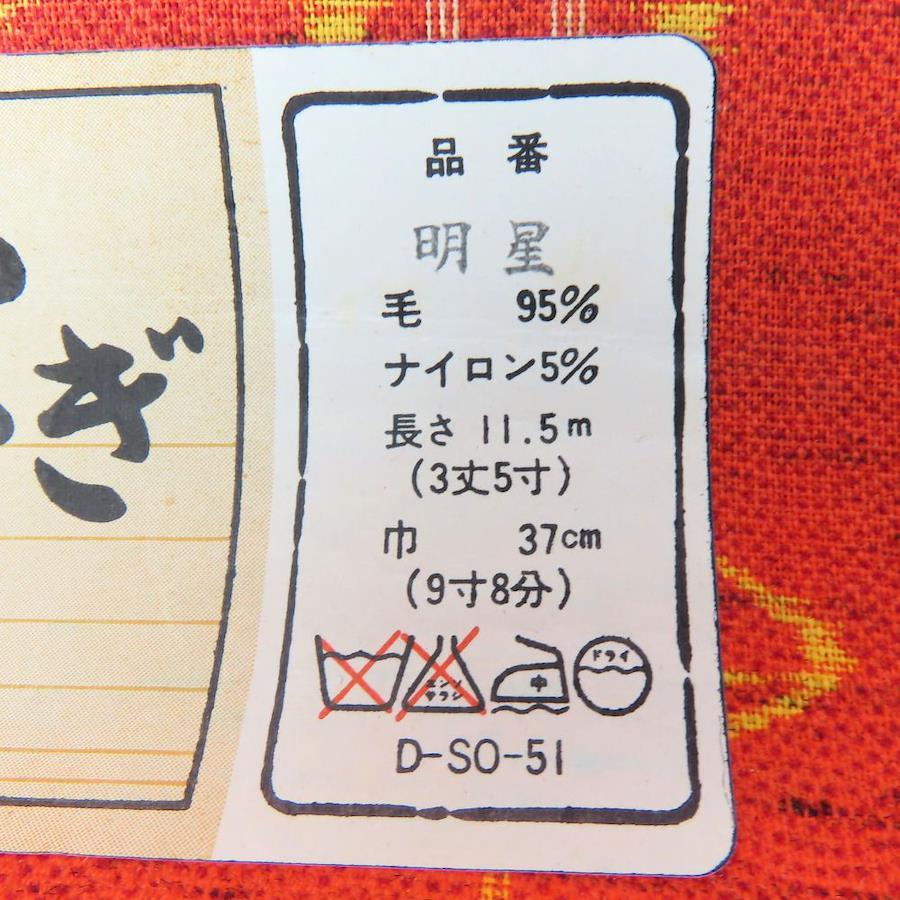 ぎ
品番
明星
毛 95%
ナイロン5%
長さ 11.5m
(3丈5寸)
巾 37cm
(9寸8分)
エンソ
サラシ
中
ドライ
D-SO-51